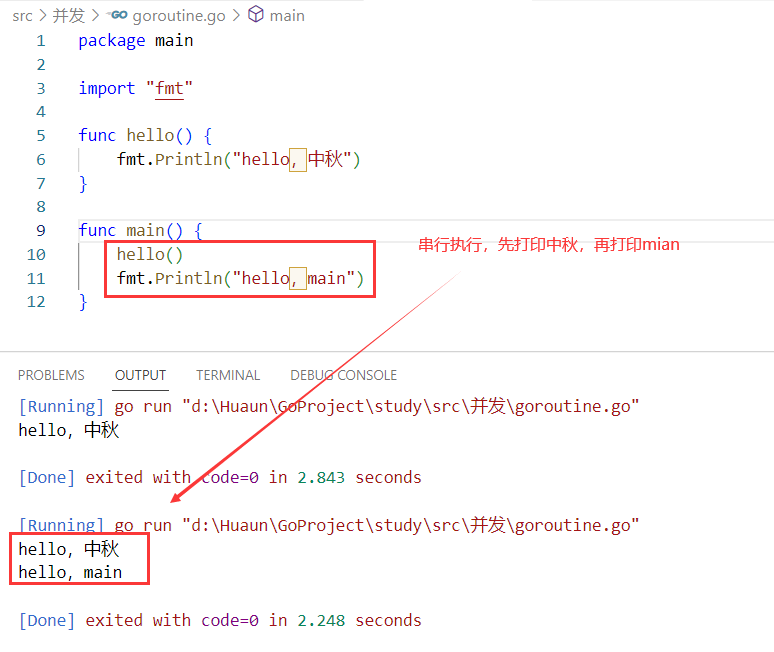 src > 并发 > GO goroutine.go > main
1 package main
2
3 import "fmt"
4
5 func hello() {
6 fmt.Println("hello，中秋")
7 }
8
9 func main() {
10 hello()
11 fmt.Println("hello，main")
12 }
串行执行，先打印中秋，再打印mian
PROBLEMS OUTPUT TERMINAL DEBUG CONSOLE
[Running] go run "d:\Huaun\GoProject\study\src\并发\goroutine.go"
hello，中秋
[Done] exited with code=0 in 2.843 seconds
[Running] go run "d:\Huaun\GoProject\study\src\并发\goroutine.go"
hello，中秋
hello，main
[Done] exited with code=0 in 2.248 seconds